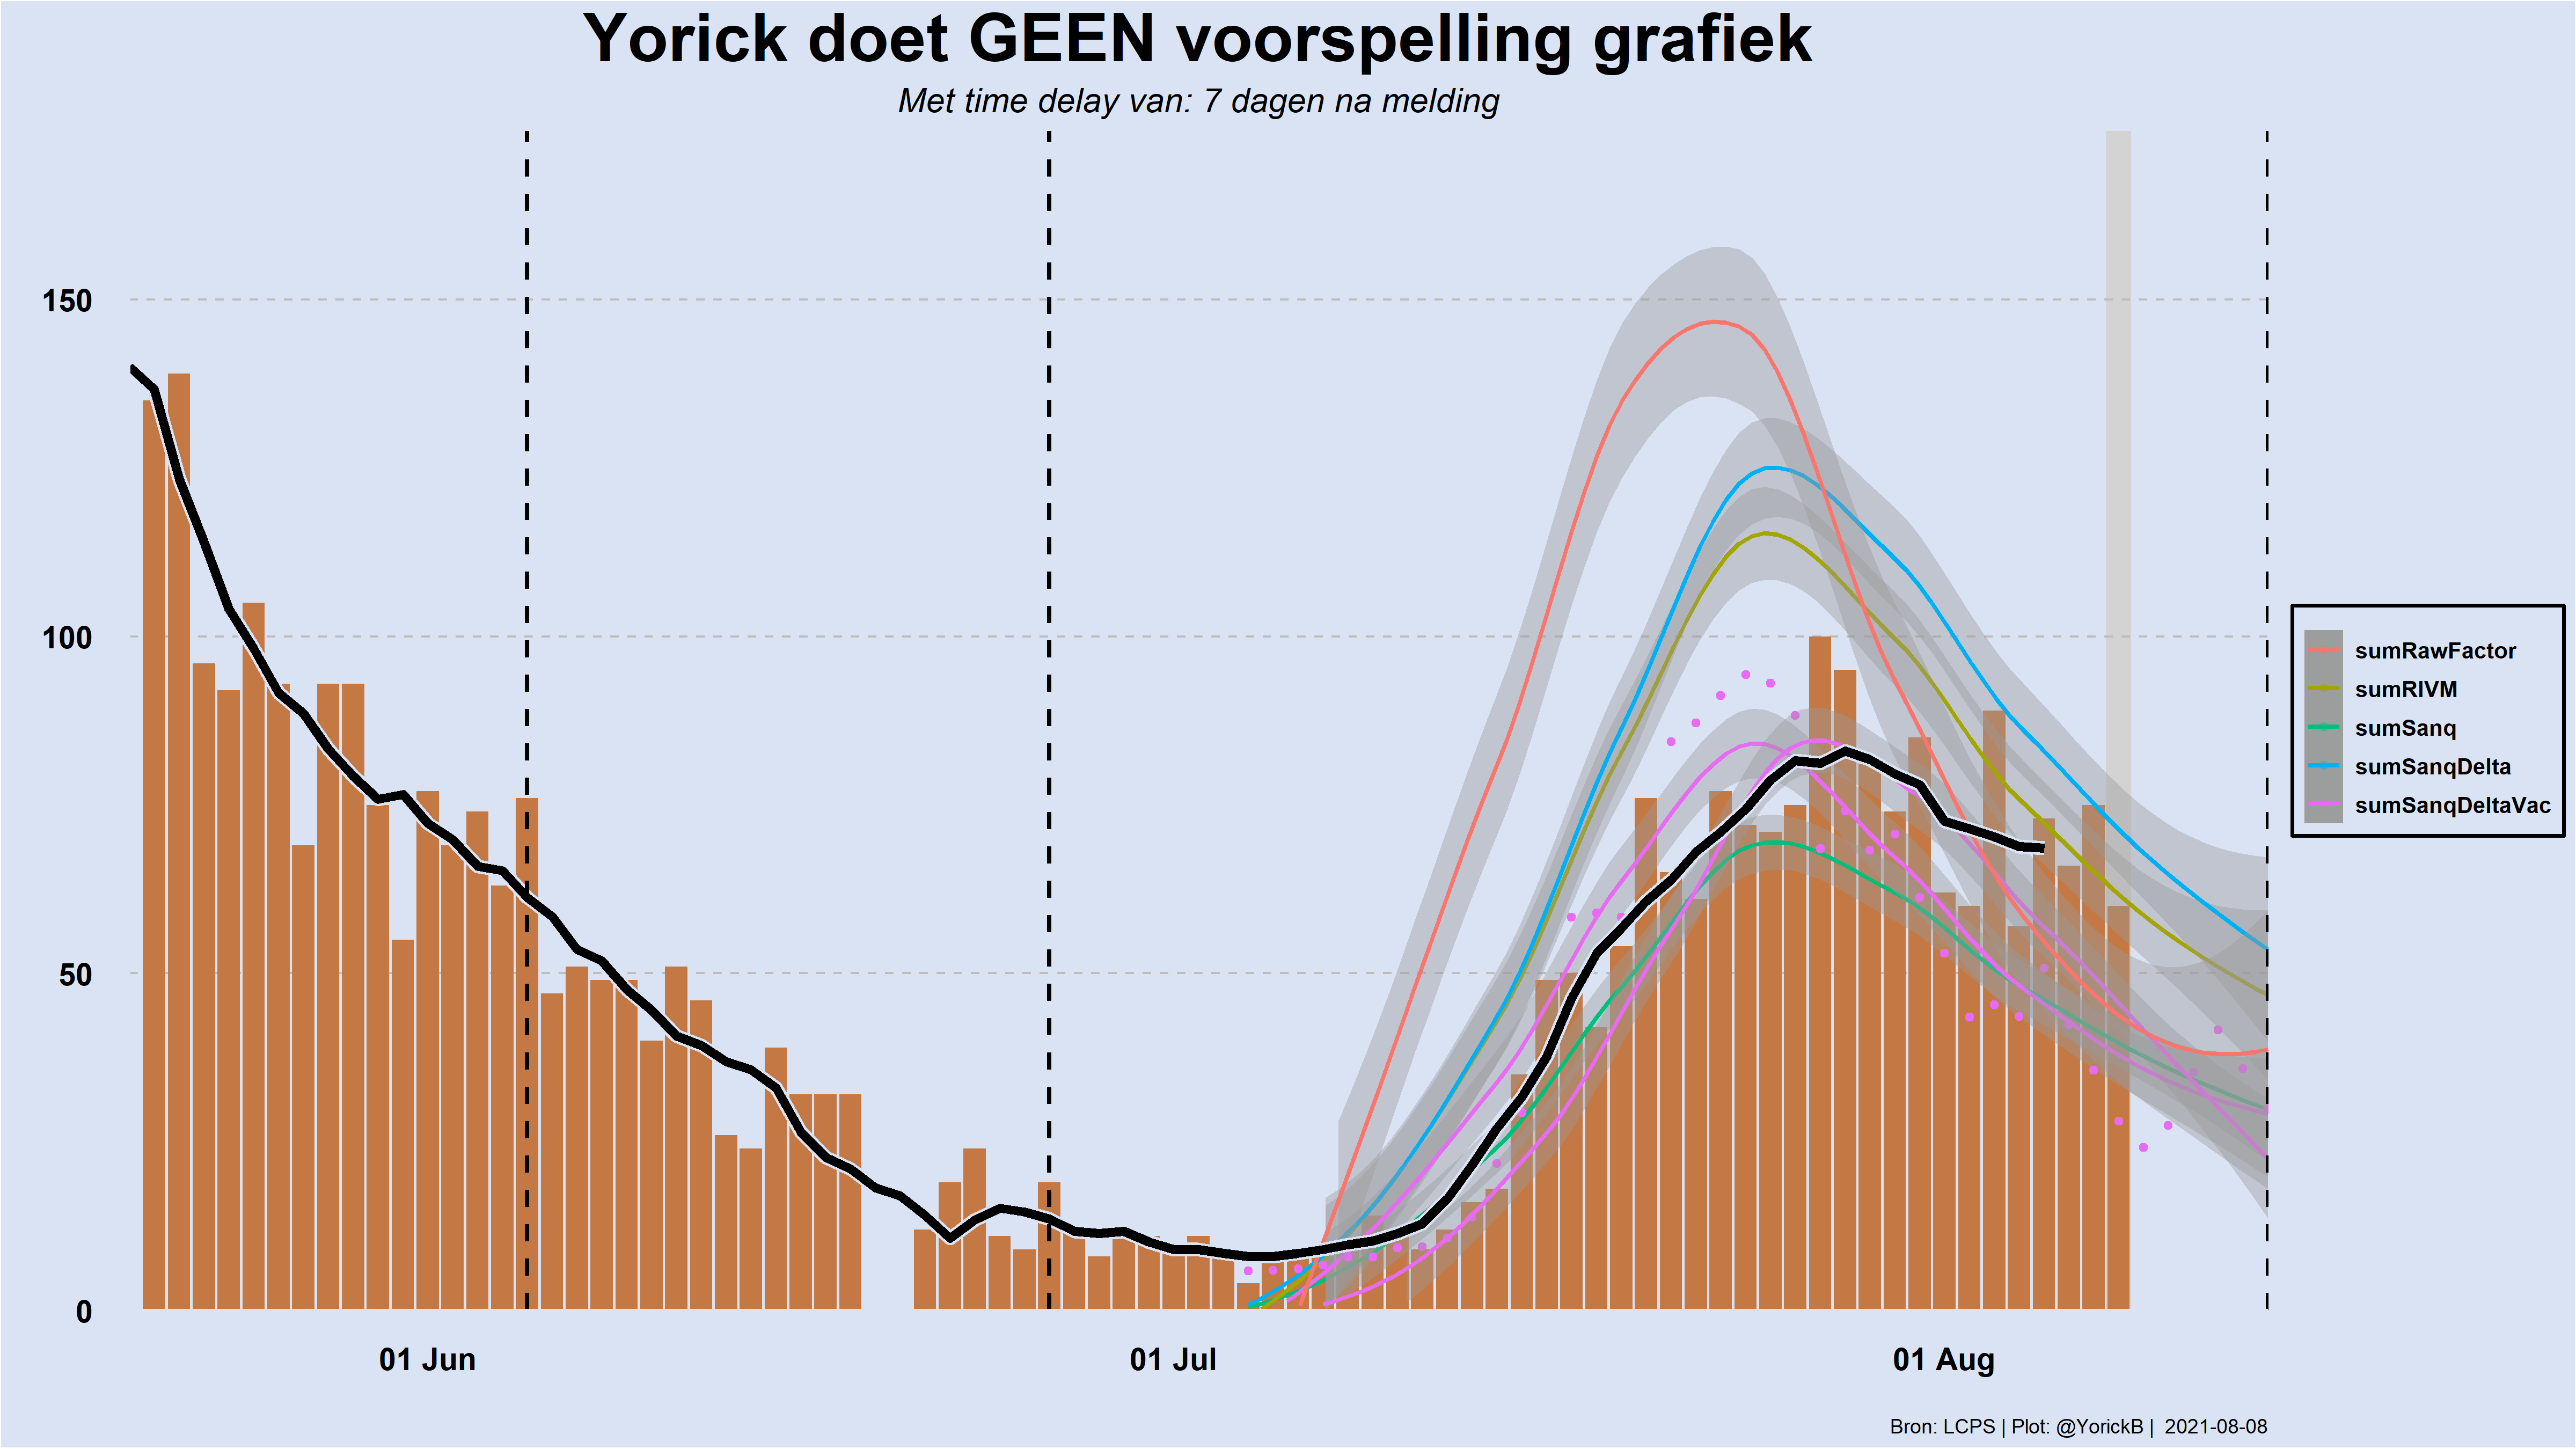 Yorick doet GEEN voorspelling grafiek
Met time delay van: 7 dagen na melding
150
100
50
0
01 Jun
01 Jul
01 Aug
sumRawFactor
sumRIVM
sumSanq
sumSanqDelta
sumSanqDeltaVac
Bron: LCPS | Plot: @YorickB | 2021-08-08